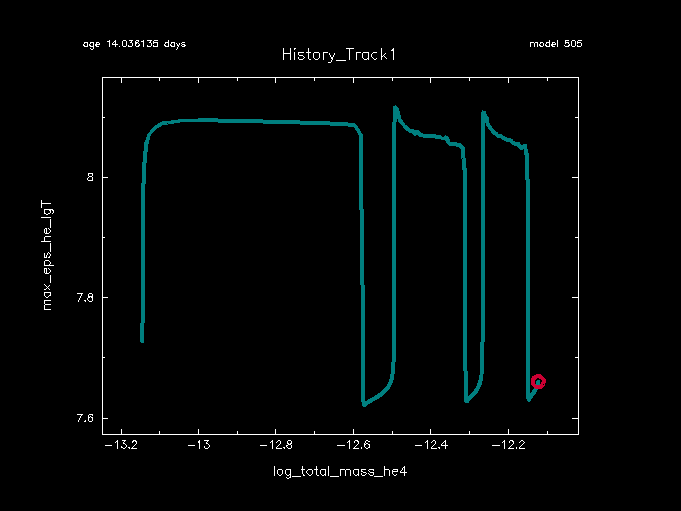 age 14.036135 days
model 505
History_Track1
max_eps_he_lgT
8
7.8
7.6
−13.2
−13
−12.8
−12.6
−12.4
−12.2
log_total_mass_he4